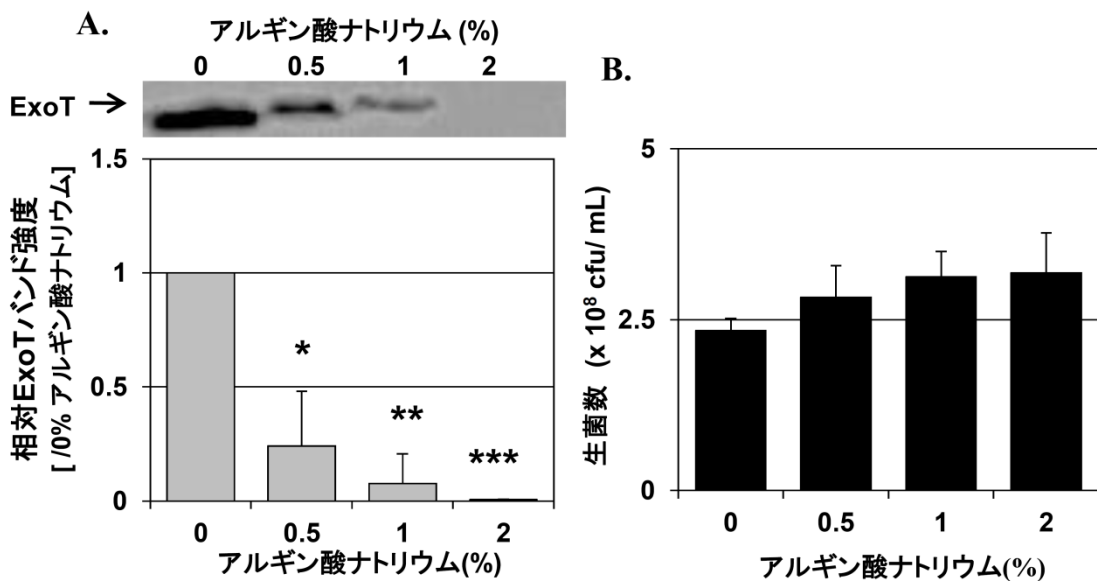 A.
アルギン酸ナトリウム (%)
0 0.5 1 2
ExoT
1.5
1
0.5
0
相対ExoTバンド強度
[ /0% アルギン酸ナトリウム]
*
**
***
0 0.5 1 2
アルギン酸ナトリウム(%)
B.
5
2.5
0
生菌数 (x 10⁸ cfu/ mL)
0 0.5 1 2
アルギン酸ナトリウム(%)